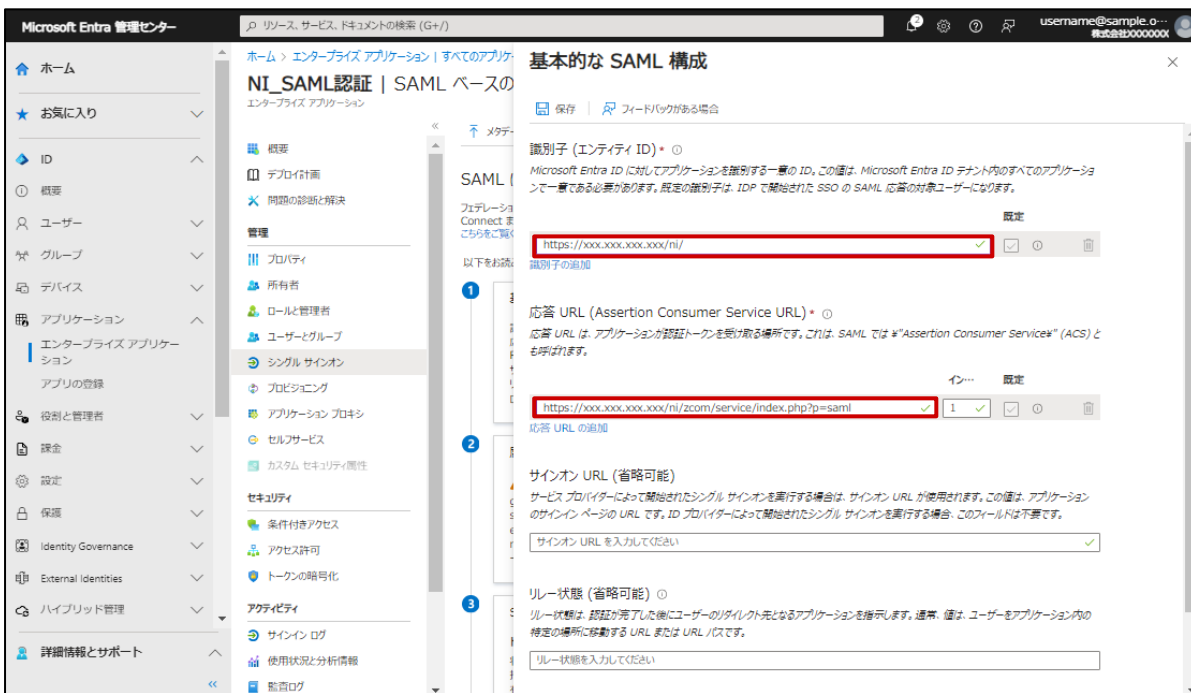 Microsoft Entra 管理センター
リソース、サービス、ドキュメントの検索 (G+/)
2
username@sample.o…
株式会社XXXXXXX
ホーム
お気に入り
ID
概要
ユーザー
グループ
デバイス
アプリケーション
エンタープライズ アプリケー
ション
アプリの登録
役割と管理者
課金
設定
保護
Identity Governance
External Identities
ハイブリッド管理
詳細情報とサポート
«
ホーム > エンタープライズ アプリケーション | すべてのアプリケ-
NI_SAML認証 | SAML ベースの
エンタープライズ アプリケーション
«
概要
デプロイ計画
問題の診断と解決
管理
プロパティ
所有者
ロールと管理者
ユーザーとグループ
シングル サインオン
プロビジョニング
アプリケーション プロキシ
セルフサービス
カスタム セキュリティ属性
セキュリティ
条件付きアクセス
アクセス許可
トークンの暗号化
アクティビティ
サインイン ログ
使用状況と分析情報
監査ログ
メタデー
SAML (
フェデレーショ
Connect ま
こちらをご覧く
以下をお読み
1
2
3
基本的な SAML 構成
保存
フィードバックがある場合
識別子 (エンティティ ID) *
Microsoft Entra ID に対してアプリケーションを識別する一意の ID。この値は、Microsoft Entra ID テナント内のすべてのアプリケーショ
ンで一意である必要があります。既定の識別子は、IDP で開始された SSO の SAML 応答の対象ユーザーになります。
既定
https://xxx.xxx.xxx.xxx/ni/
識別子の追加
応答 URL (Assertion Consumer Service URL) *
応答 URL は、アプリケーションが認証トークンを受け取る場所です。これは、SAML では ¥"Assertion Consumer Service¥" (ACS) と
も呼ばれます。
イン… 既定
https://xxx.xxx.xxx.xxx/ni/zcom/service/index.php?p=saml
1
応答 URL の追加
サインオン URL (省略可能)
サービス プロバイダーによって開始されたシングル サインオンを実行する場合は、サインオン URL が使用されます。この値は、アプリケーション
のサインイン ページの URL です。ID プロバイダーによって開始されたシングル サインオンを実行する場合、このフィールドは不要です。
サインオン URL を入力してください
リレー状態 (省略可能)
リレー状態は、認証が完了した後にユーザーのリダイレクト先となるアプリケーションを指示します。通常、値は、ユーザーをアプリケーション内の
特定の場所に移動する URL または URL パスです。
リレー状態を入力してください